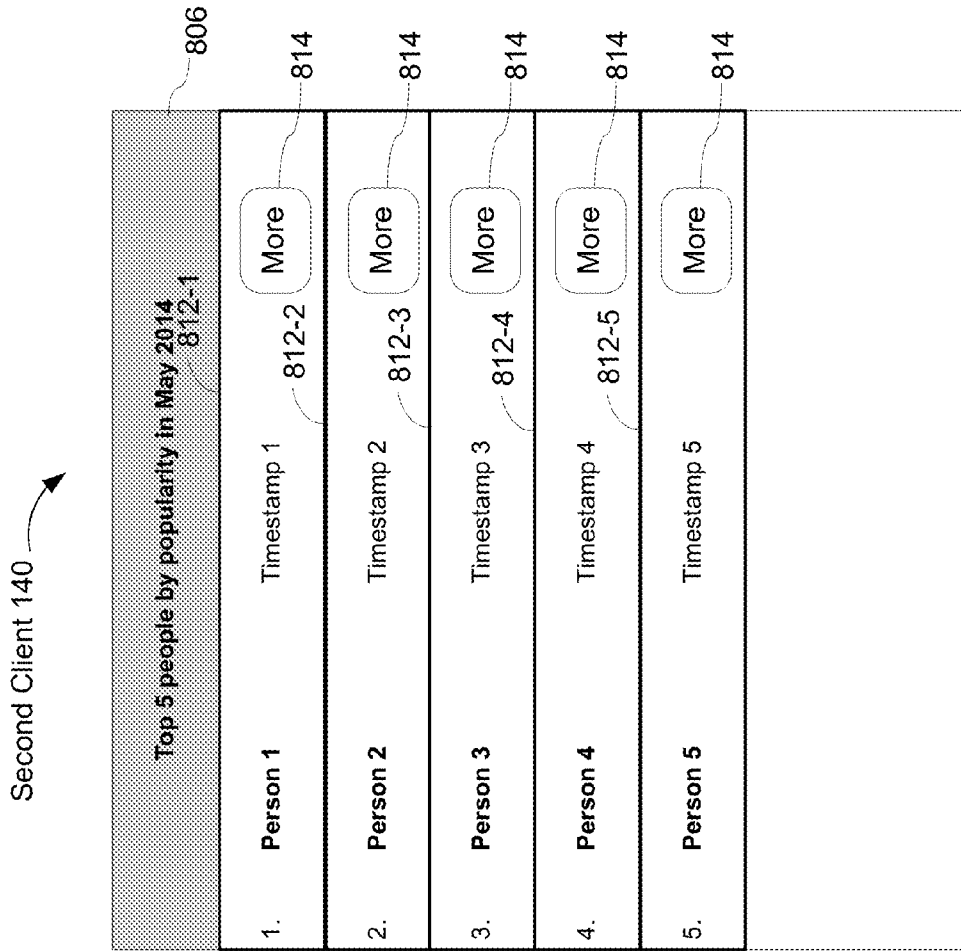 Second Client 140
806
Top 5 people by popularity in May 2014
812-1
1. Person 1 Timestamp 1 More 814
812-2
2. Person 2 Timestamp 2 More 814
812-3
3. Person 3 Timestamp 3 More 814
812-4
4. Person 4 Timestamp 4 More 814
812-5
5. Person 5 Timestamp 5 More 814